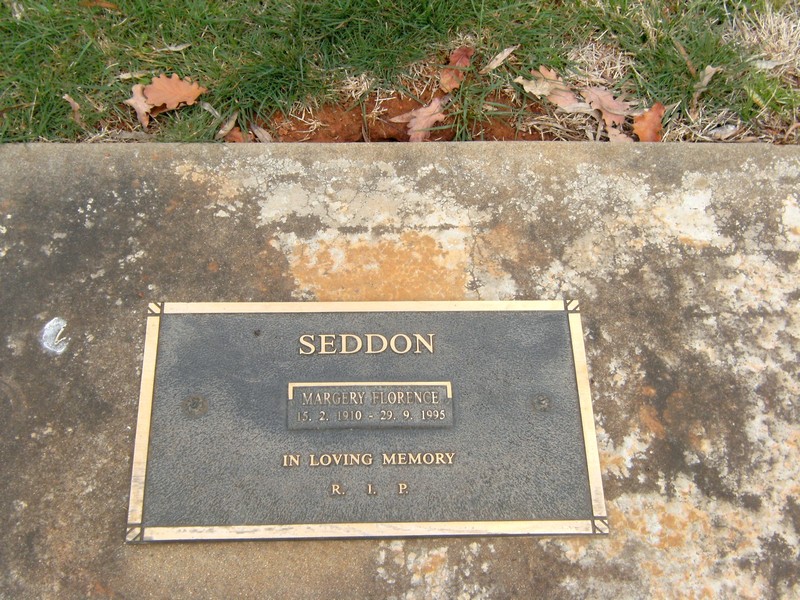 SEDDON
MARGERY FLORENCE
15. 2. 1910 - 29. 9. 1995
IN LOVING MEMORY
R. I. P.